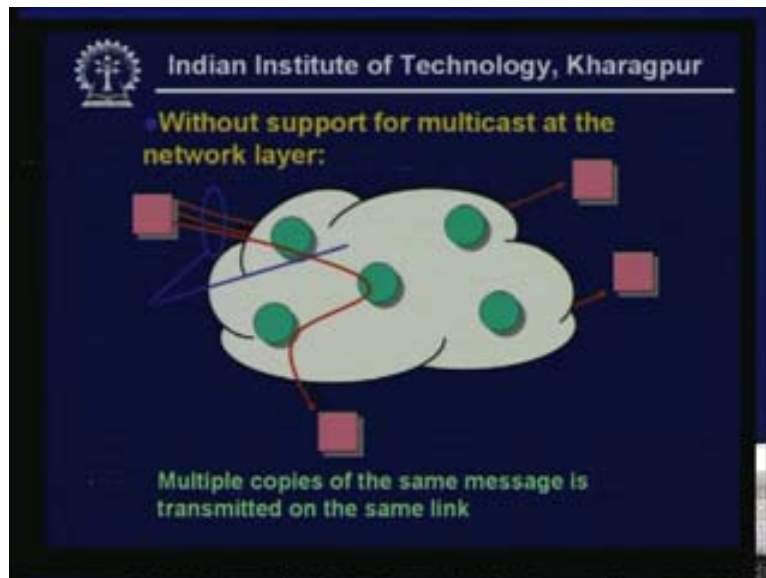 Indian Institute of Technology, Kharagpur
Without support for multicast at the
network layer:
Multiple copies of the same message is
transmitted on the same link